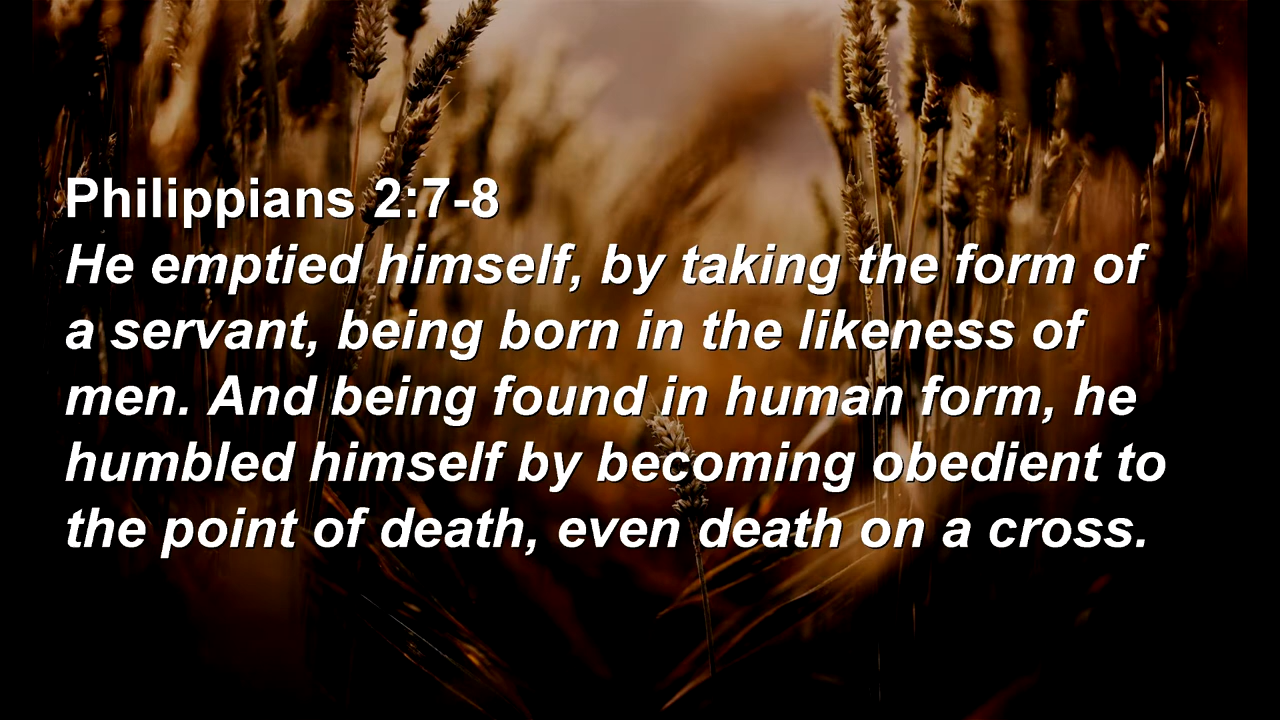 Philippians 2:7-8
He emptied himself, by taking the form of
a servant, being born in the likeness of
men. And being found in human form, he
humbled himself by becoming obedient to
the point of death, even death on a cross.